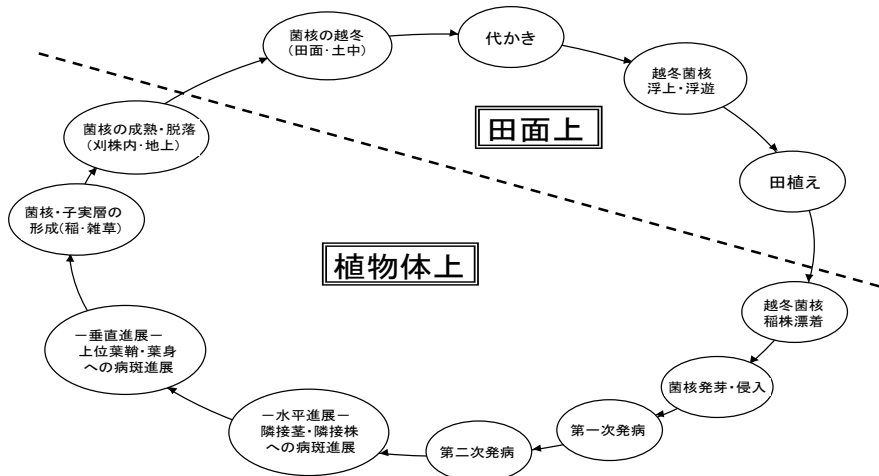 菌核の越冬
(田面・土中)
代かき
越冬菌核
浮上・浮遊
田面上
田植え
菌核の成熟・脱落
(刈株内・地上)
菌核・子実層の
形成(稲・雑草)
植物体上
越冬菌核
稲株漂着
菌核発芽・侵入
第一次発病
第二次発病
－水平進展－
隣接茎・隣接株
への病斑進展
－垂直進展－
上位葉鞘・葉身
への病斑進展